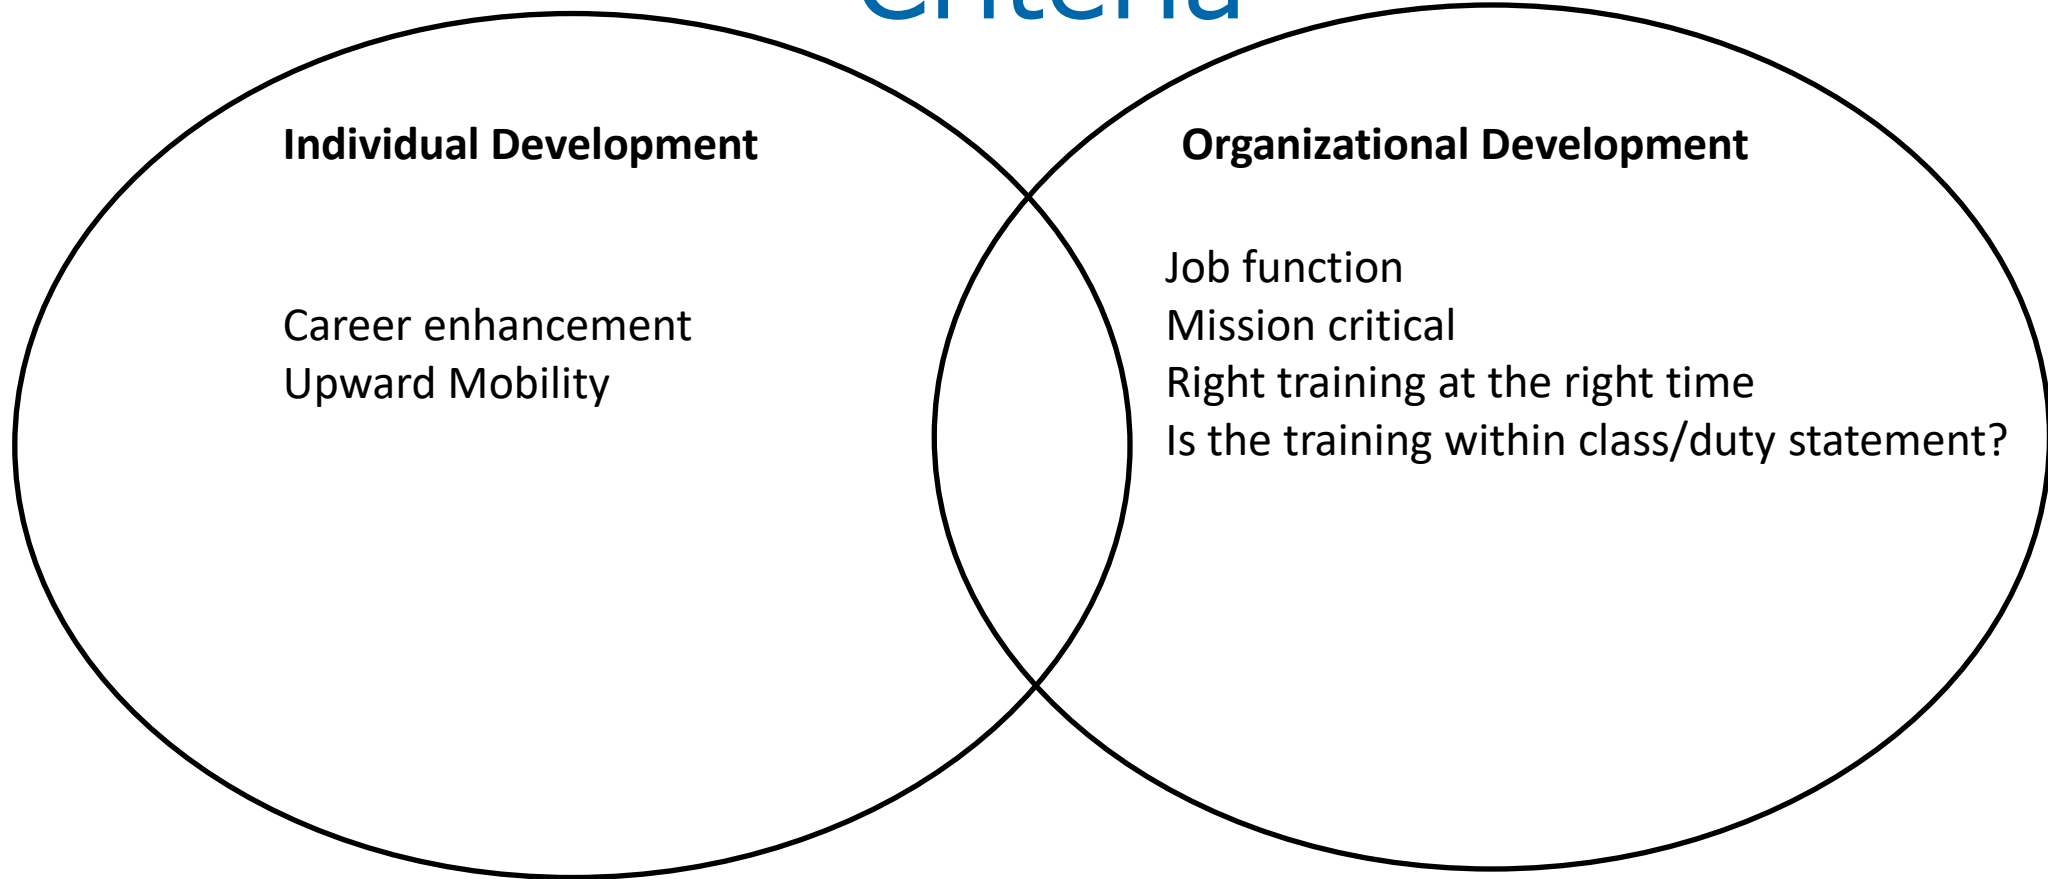 Criteria
Individual Development
Career enhancement
Upward Mobility
Organizational Development
Job function
Mission critical
Right training at the right time
Is the training within class/duty statement?